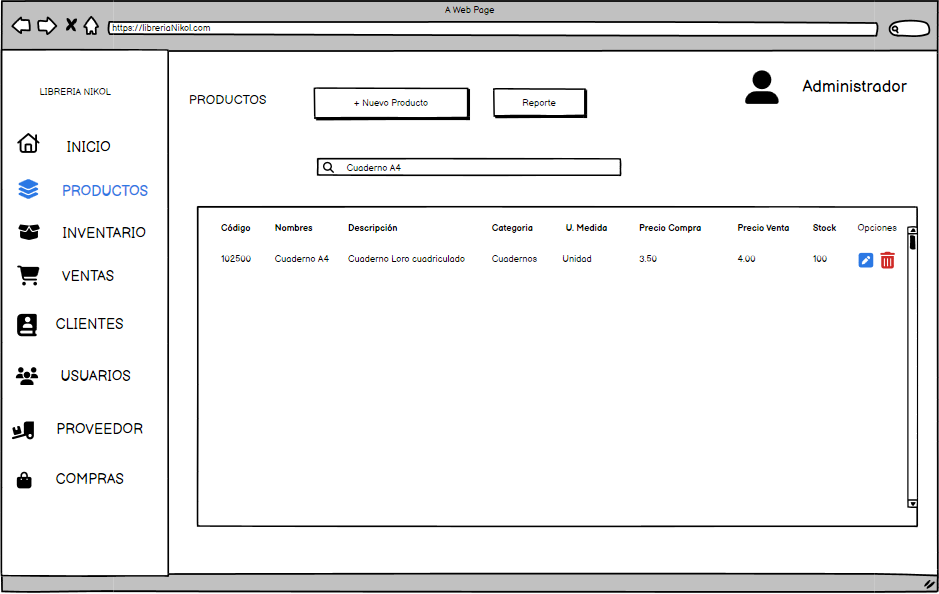 A Web Page
https://libreriaNikol.com
LIBRERIA NIKOL
INICIO
PRODUCTOS
INVENTARIO
VENTAS
CLIENTES
USUARIOS
PROVEEDOR
COMPRAS
PRODUCTOS
+ Nuevo Producto
Reporte
Administrador
Cuaderno A4
Código Nombres Descripción Categoria U. Medida Precio Compra Precio Venta Stock Opciones
102500 Cuaderno A4 Cuaderno Loro cuadriculado Cuadernos Unidad 3.50 4.00 100